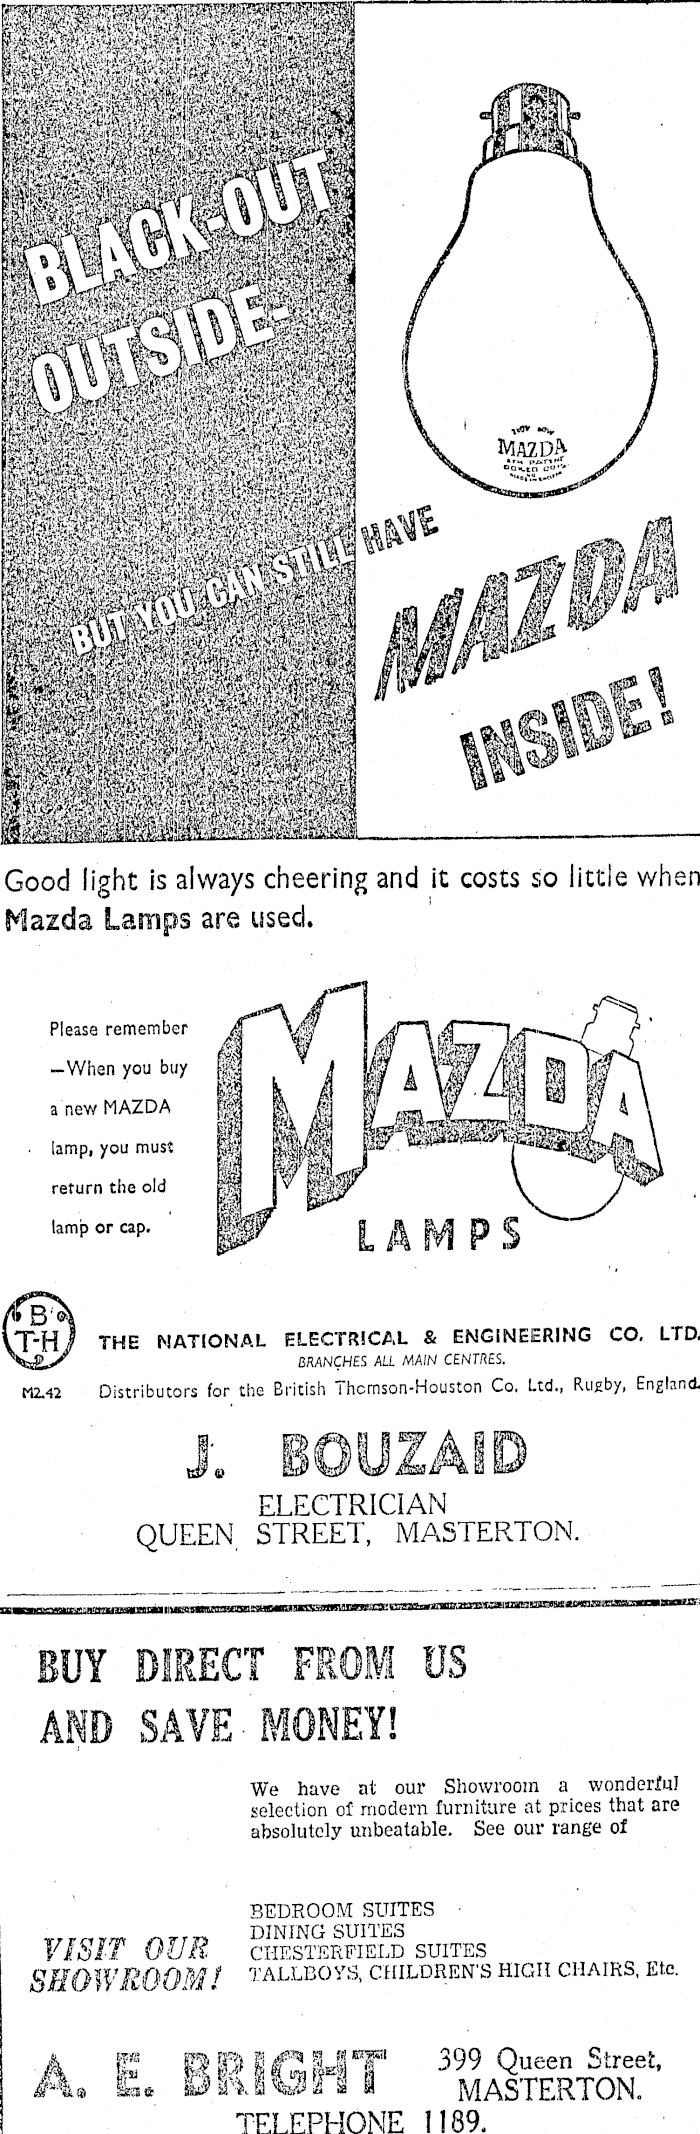 BLACK-OUT
OUTSIDE-
MAZDA
BUT YOU CAN STILL HAVE
MAZDA
INSIDE!
Good light is always cheering and it costs so little when
Mazda Lamps are used.
Please remember
—When you buy
a new MAZDA
lamp, you must
return the old
lamp or cap.
MAZDA
LAMPS
B
T-H
THE NATIONAL ELECTRICAL & ENGINEERING CO. LTD.
BRANCHES ALL MAIN CENTRES.
M2.42
Distributors for the British Thomson-Houston Co. Ltd., Rugby, England.
J. BOUZAID
ELECTRICIAN
QUEEN STREET, MASTERTON.
BUY DIRECT FROM US
AND SAVE MONEY!
We have at our Showroom a wonderful
selection of modern furniture at prices that are
absolutely unbeatable. See our range of
BEDROOM SUITES
DINING SUITES
CHESTERFIELD SUITES
TALLBOYS, CHILDREN'S HIGH CHAIRS, Etc.
VISIT OUR
SHOWROOM!
A. E. BRIGHT
399 Queen Street,
MASTERTON.
TELEPHONE 1189.